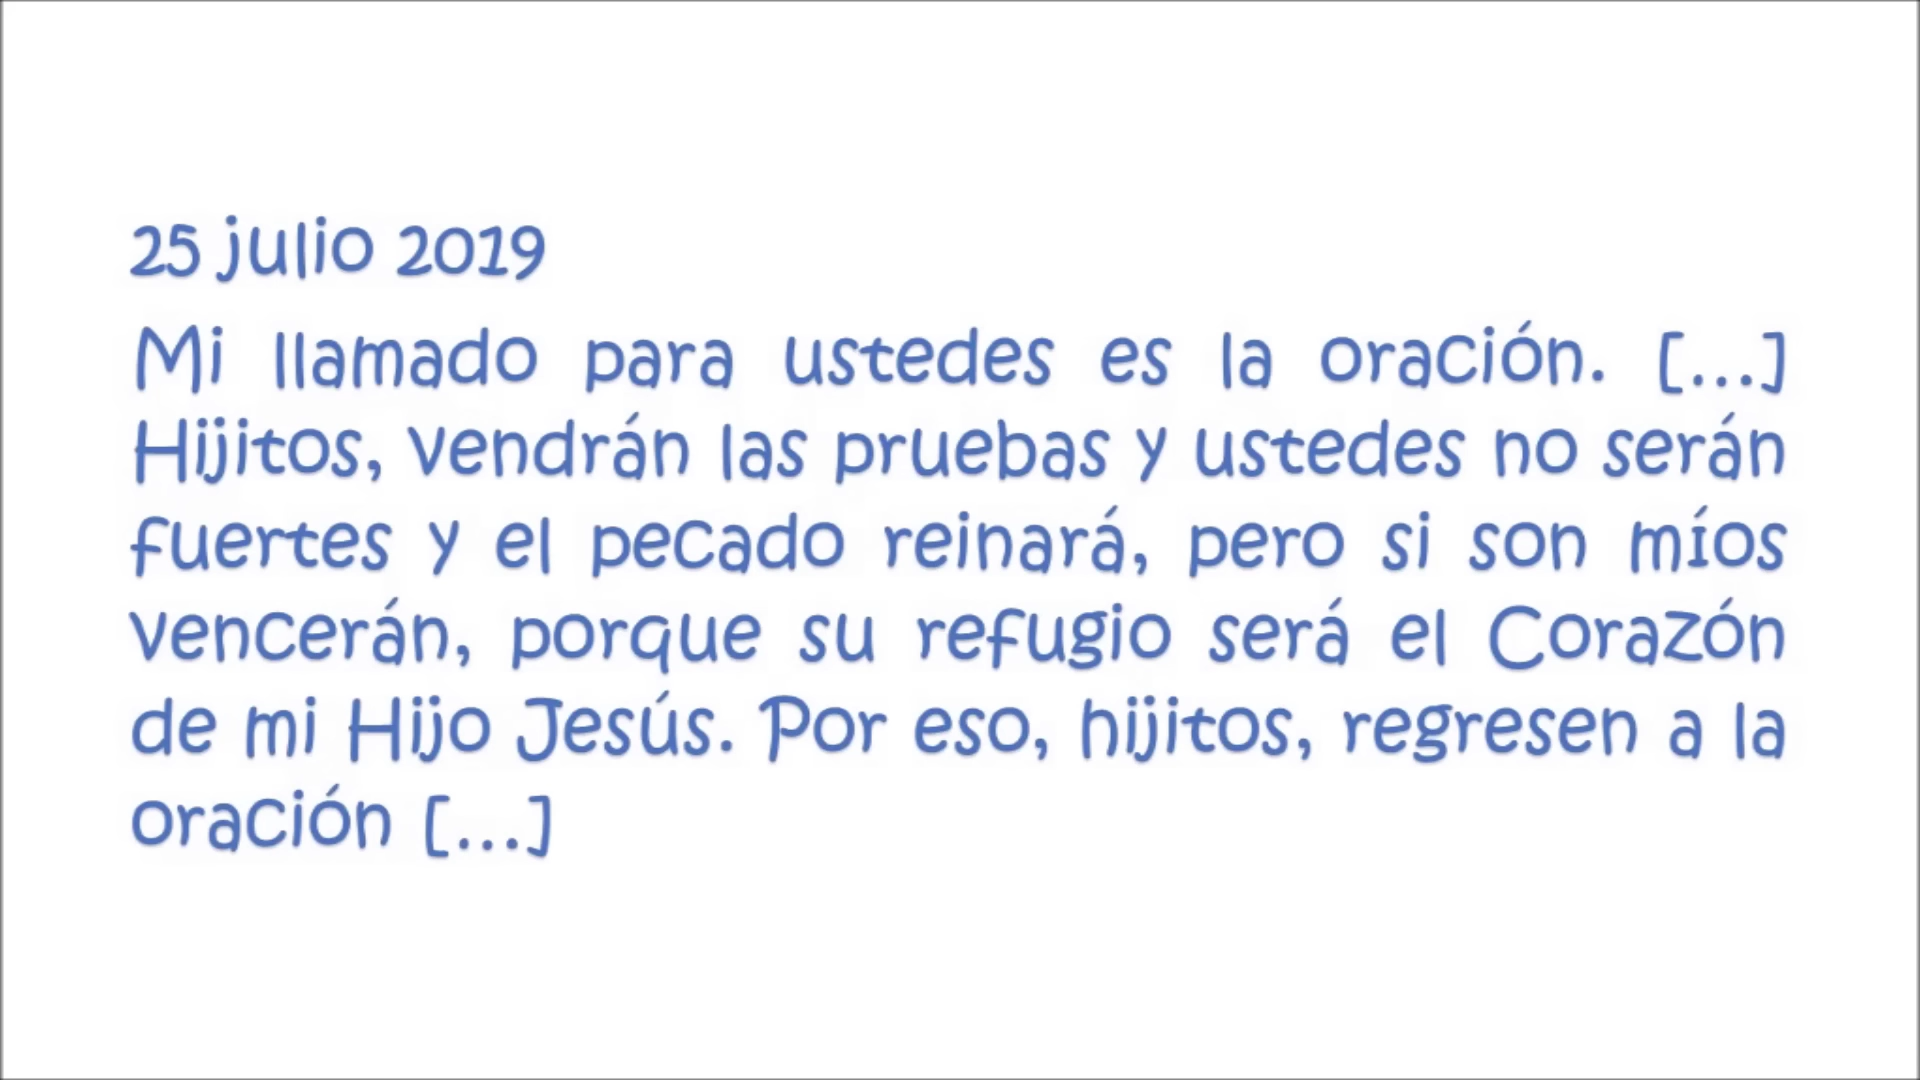 25 julio 2019
Mi llamado para ustedes es la oración. [...]
Hijitos, vendrán las pruebas y ustedes no serán
fuertes y el pecado reinará, pero si son míos
vencerán, porque su refugio será el Corazón
de mi Hijo Jesús. Por eso, hijitos, regresen a la
oración [...]